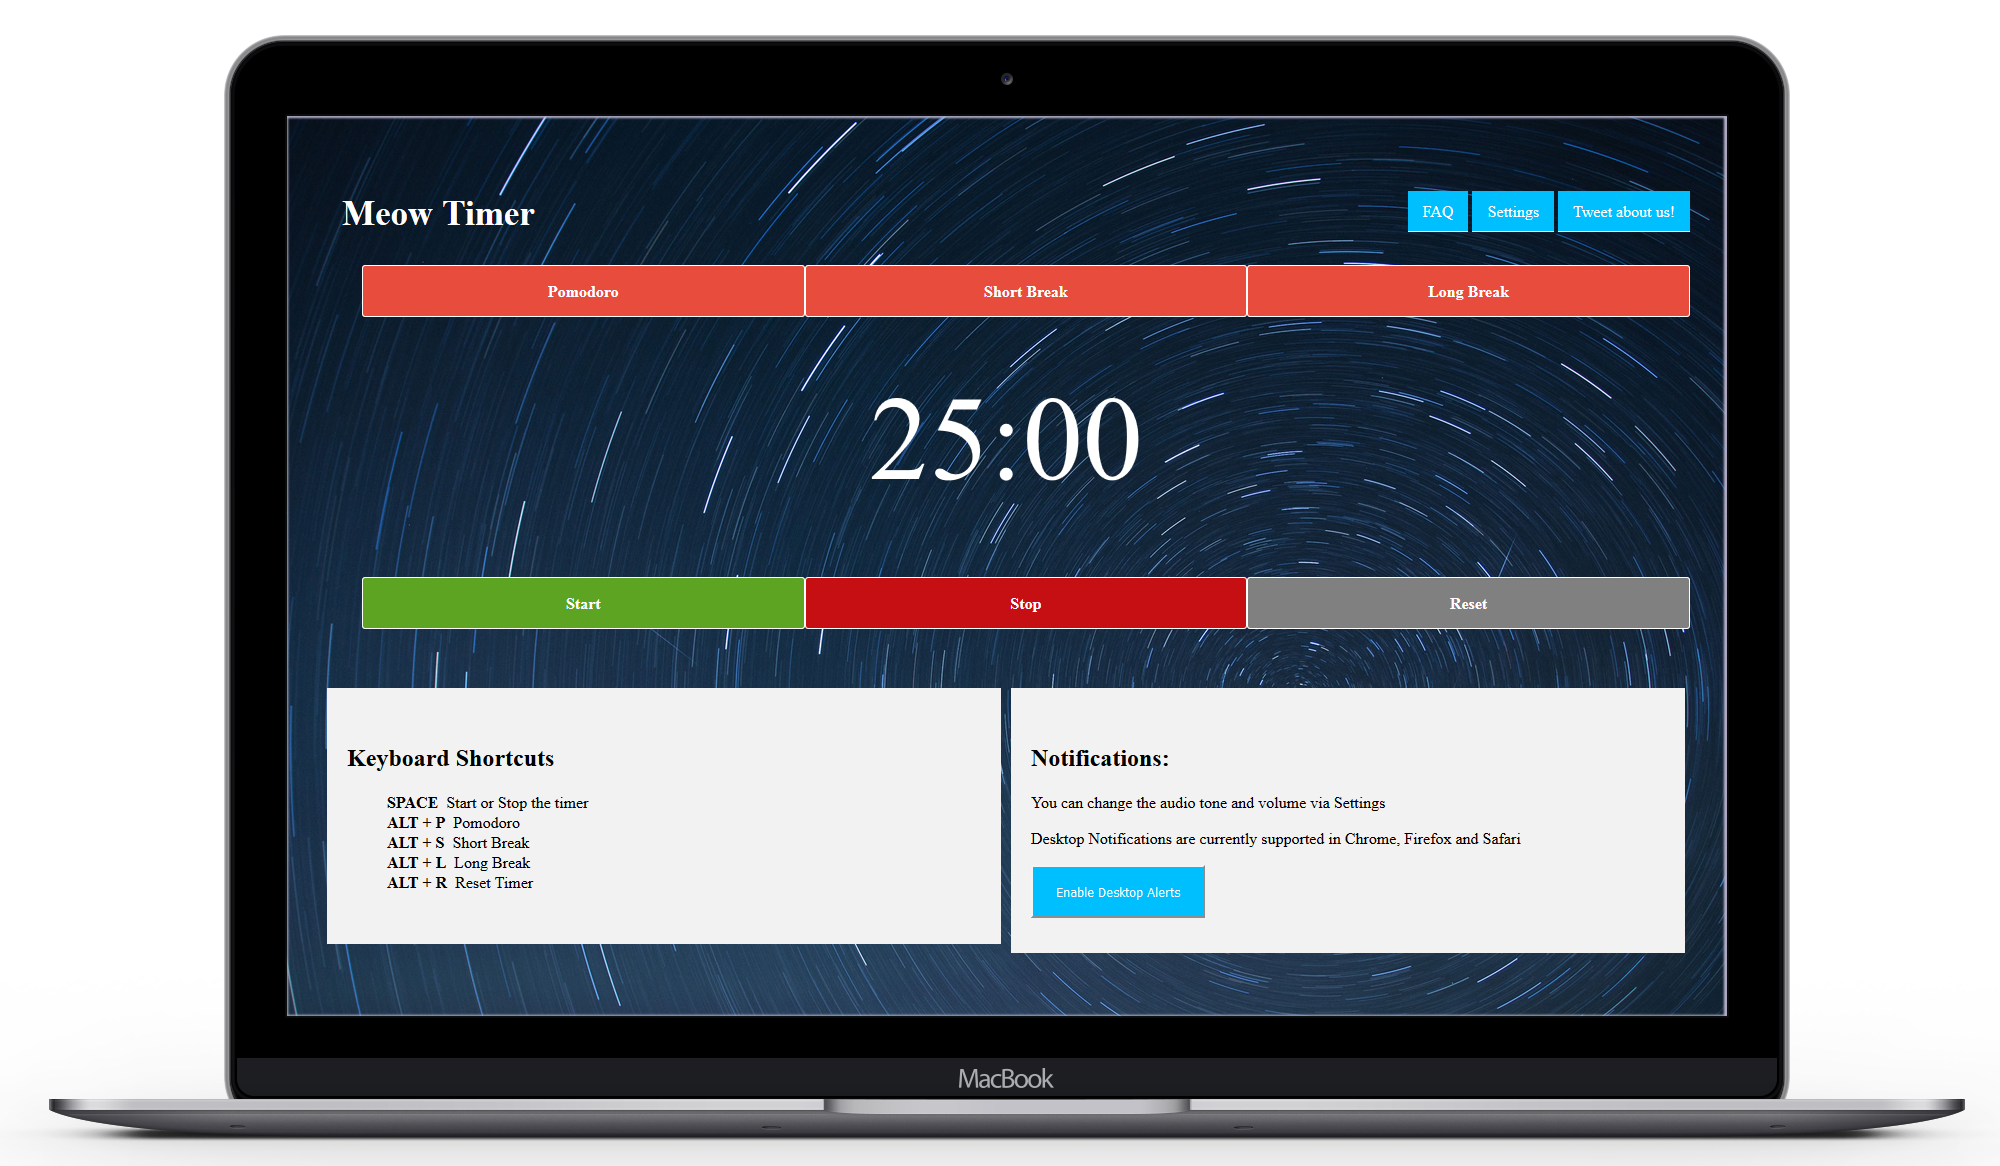 Meow Timer
FAQ
Settings
Tweet about us!
Pomodoro
Short Break
Long Break
25:00
Start
Stop
Reset
Keyboard Shortcuts
SPACE Start or Stop the timer
ALT + P Pomodoro
ALT + S Short Break
ALT + L Long Break
ALT + R Reset Timer
Notifications:
You can change the audio tone and volume via Settings
Desktop Notifications are currently supported in Chrome, Firefox and Safari
Enable Desktop Alerts
MacBook